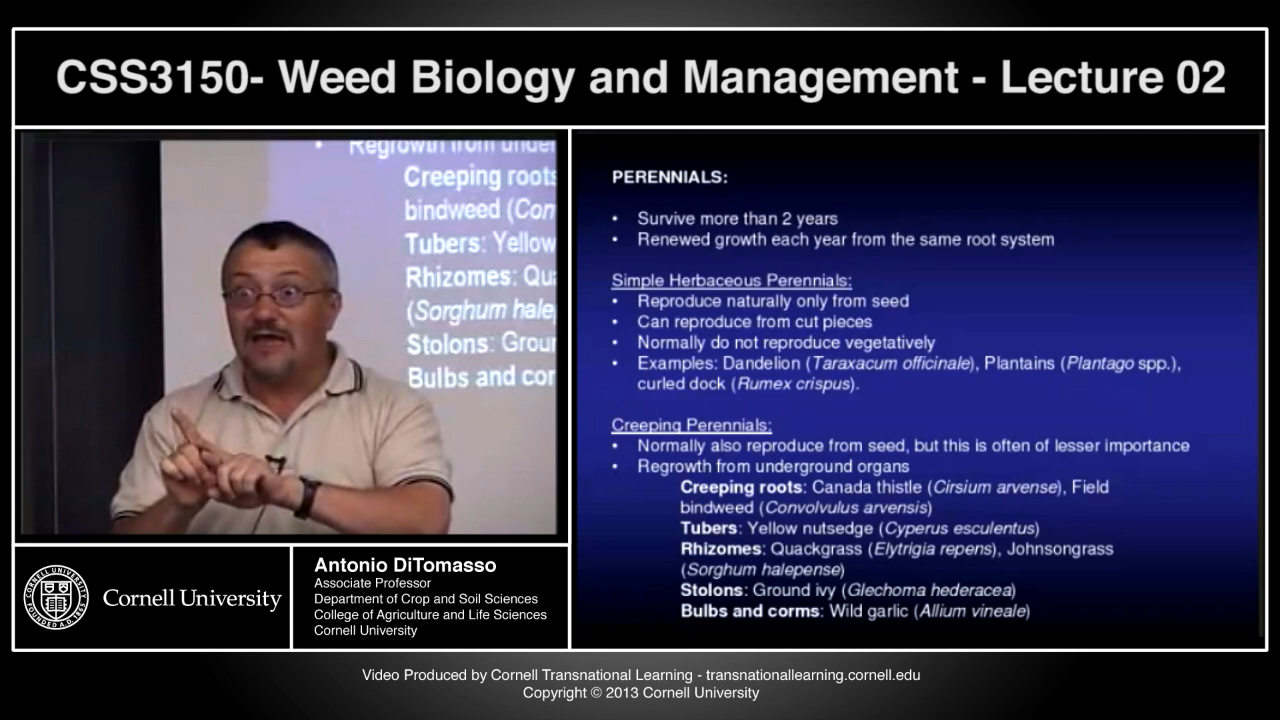 CSS3150- Weed Biology and Management - Lecture 02
Regrowth from
Creeping roots
bindweed (
Tubers: Yellow
Rhizomes:
(Sorghum
Stolons:
Bulbs and
PERENNIALS:
• Survive more than 2 years
• Renewed growth each year from the same root system
Simple Herbaceous Perennials:
• Reproduce naturally only from seed
• Can reproduce from cut pieces
• Normally do not reproduce vegetatively
• Examples: Dandelion (Taraxacum officinale), Plantains (Plantago spp.),
curled dock (Rumex crispus).
Creeping Perennials:
• Normally also reproduce from seed, but this is often of lesser importance
• Regrowth from underground organs
Creeping roots: Canada thistle (Cirsium arvense), Field
bindweed (Convolvulus arvensis)
Tubers: Yellow nutsedge (Cyperus esculentus)
Rhizomes: Quackgrass (Elytrigia repens), Johnsongrass
(Sorghum halepense)
Stolons: Ground ivy (Glechoma hederacea)
Bulbs and corms: Wild garlic (Allium vineale)
Cornell University
Antonio DiTomasso
Associate Professor
Department of Crop and Soil Sciences
College of Agriculture and Life Sciences
Cornell University
Video Produced by Cornell Transnational Learning - transnationallearning.cornell.edu
Copyright © 2013 Cornell University